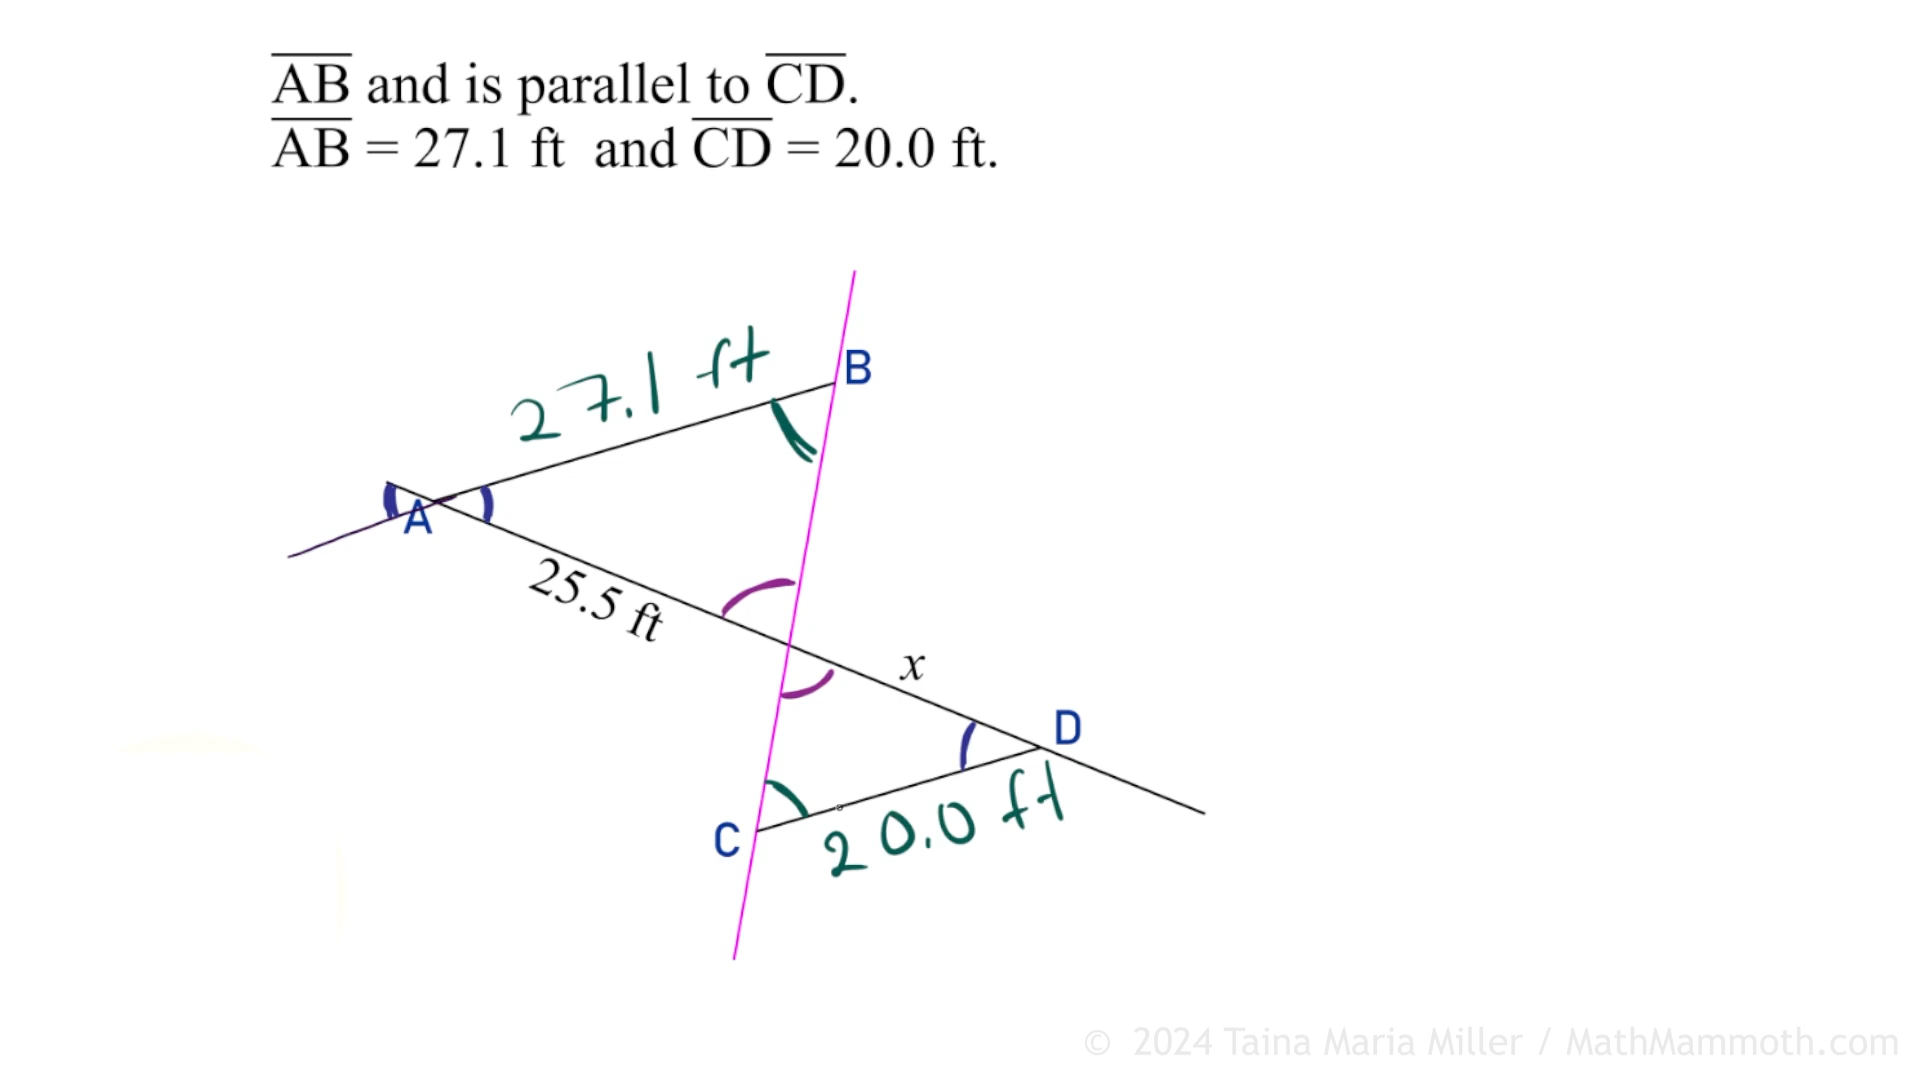 AB and is parallel to CD.
AB = 27.1 ft and CD = 20.0 ft.
27.1 ft
B
A
25.5 ft
x
D
C
20.0 ft
© 2024 Taina Maria Miller / MathMammoth.com